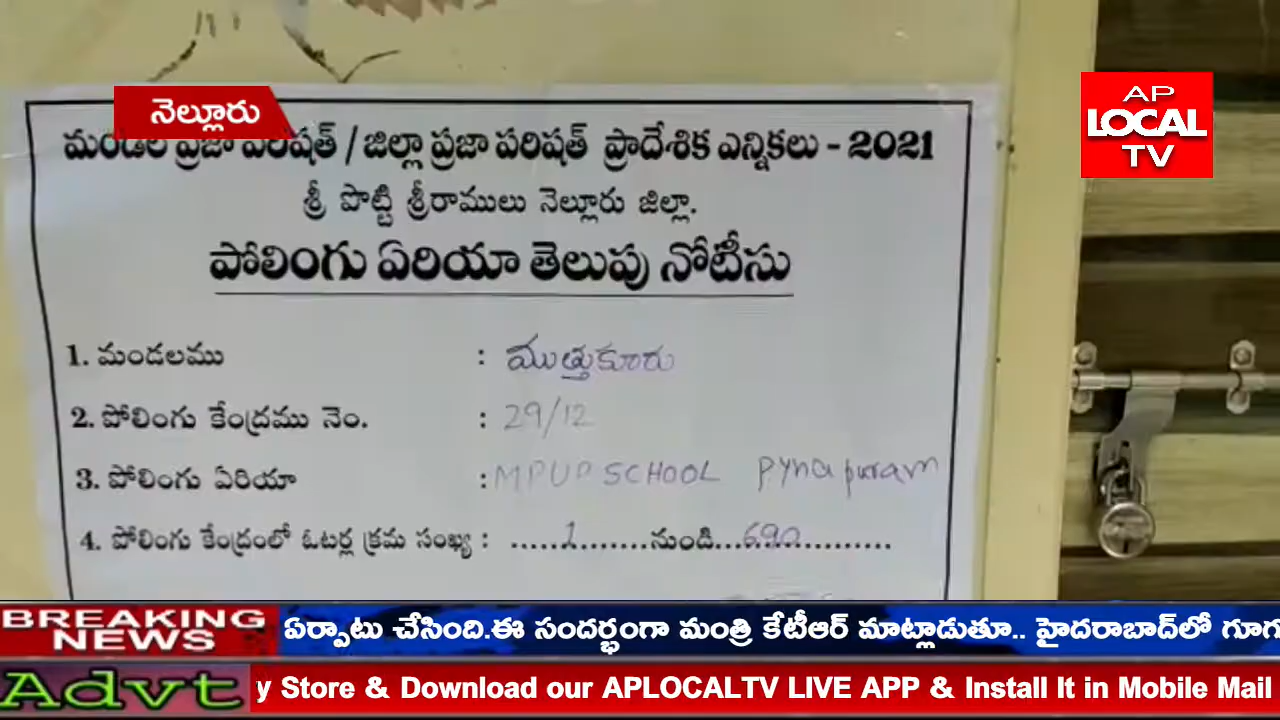 నెల్లూరు
AP
LOCAL
TV
మండల ప్రజా పరిషత్ / జిల్లా ప్రజా పరిషత్ ప్రాదేశిక ఎన్నికలు - 2021
శ్రీ పొట్టి శ్రీరాములు నెల్లూరు జిల్లా.
పోలింగు ఏరియా తెలుపు నోటీసు
1. మండలము : ముత్తుకూరు
2. పోలింగు కేంద్రము నెం. : 29/12
3. పోలింగు ఏరియా : MPUP SCHOOL Pynapuram
4. పోలింగు కేంద్రంలో ఓటర్ల క్రమ సంఖ్య : ......1.......నుండి...690..............
BREAKING NEWS ఏర్పాటు చేసింది.ఈ సందర్భంగా మంత్రి కేటీఆర్ మాట్లాడుతూ.. హైదరాబాద్‌లో గూగు
Advt y Store & Download our APLOCALTV LIVE APP & Install It in Mobile Mail